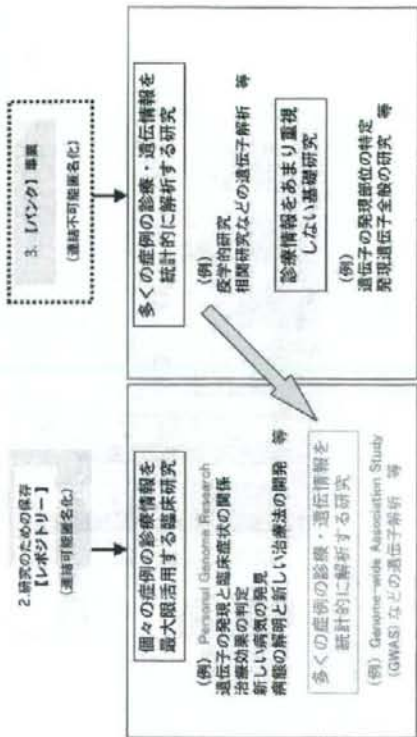 2.研究のための保存
【レポジトリー】
(連結可能匿名化)
個々の症例の診療情報を
最大限活用する臨床研究
(例) Personal Genome Research
遺伝子の発現と臨床症状の関係
治療効果の判定
新しい病気の発見
病態の解明と新しい治療法の開発 等
多くの症例の診療・遺伝情報を
統計的に解析する研究
(例) Genome-wide Association Study
(GWAS) などの遺伝子解析 等
3. 【バンク】事業
(連結不可能匿名化)
多くの症例の診療・遺伝情報を
統計的に解析する研究
(例)
疫学的研究
相関研究などの遺伝子解析 等
診療情報をあまり重視
しない基礎研究
(例)
遺伝子の発現部位の特定
発現遺伝子全般の研究 等